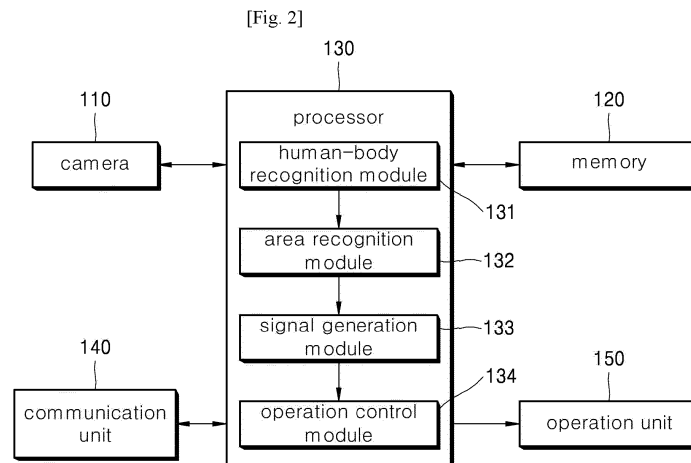 [Fig. 2]
130
110
120
processor
camera
human-body
recognition module
memory
131
area recognition
module
132
signal generation
module
133
140
134
150
communication
unit
operation control
module
operation unit